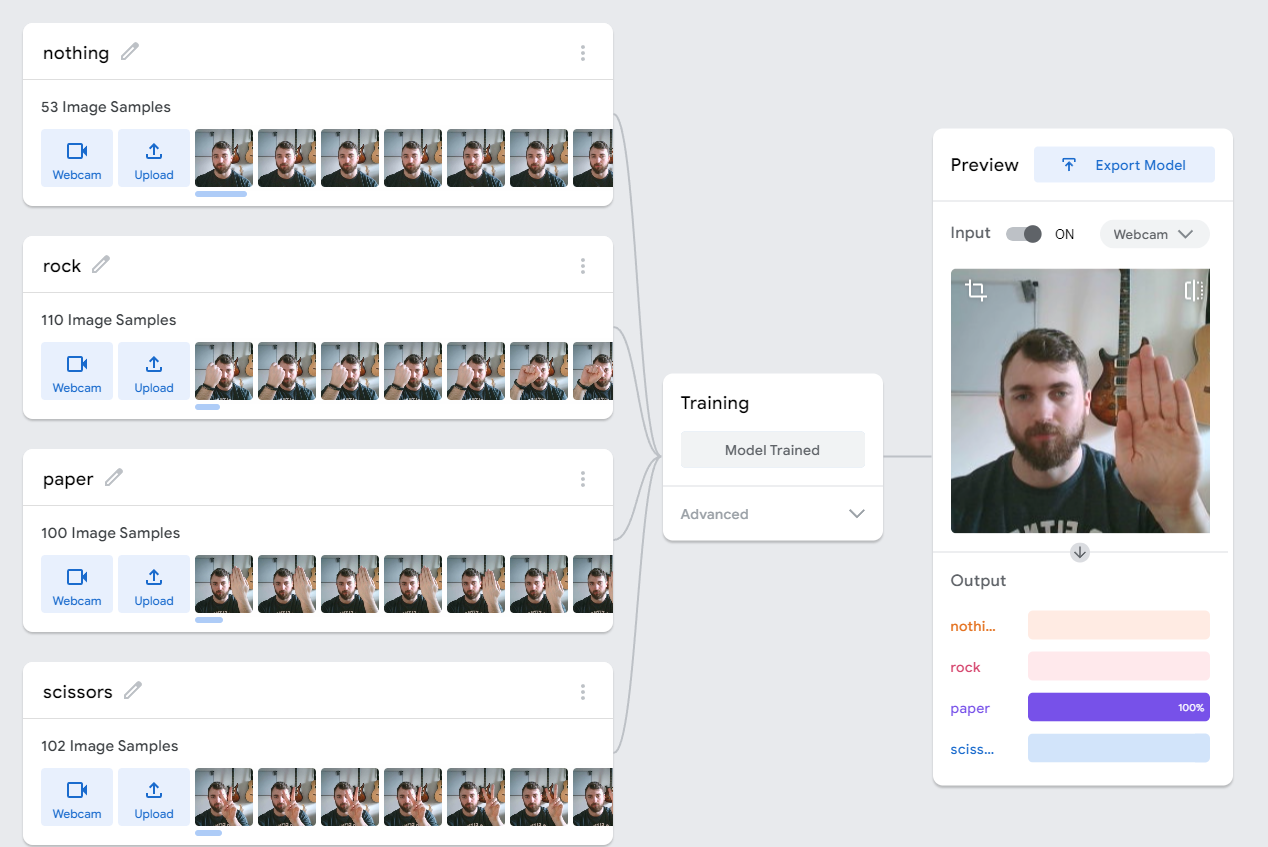 nothing
53 Image Samples
Webcam
Upload
rock
110 Image Samples
Webcam
Upload
paper
100 Image Samples
Webcam
Upload
scissors
102 Image Samples
Webcam
Upload
Training
Model Trained
Advanced
Preview
Export Model
Input
ON
Webcam
Output
nothi...
rock
paper
100%
sciss...